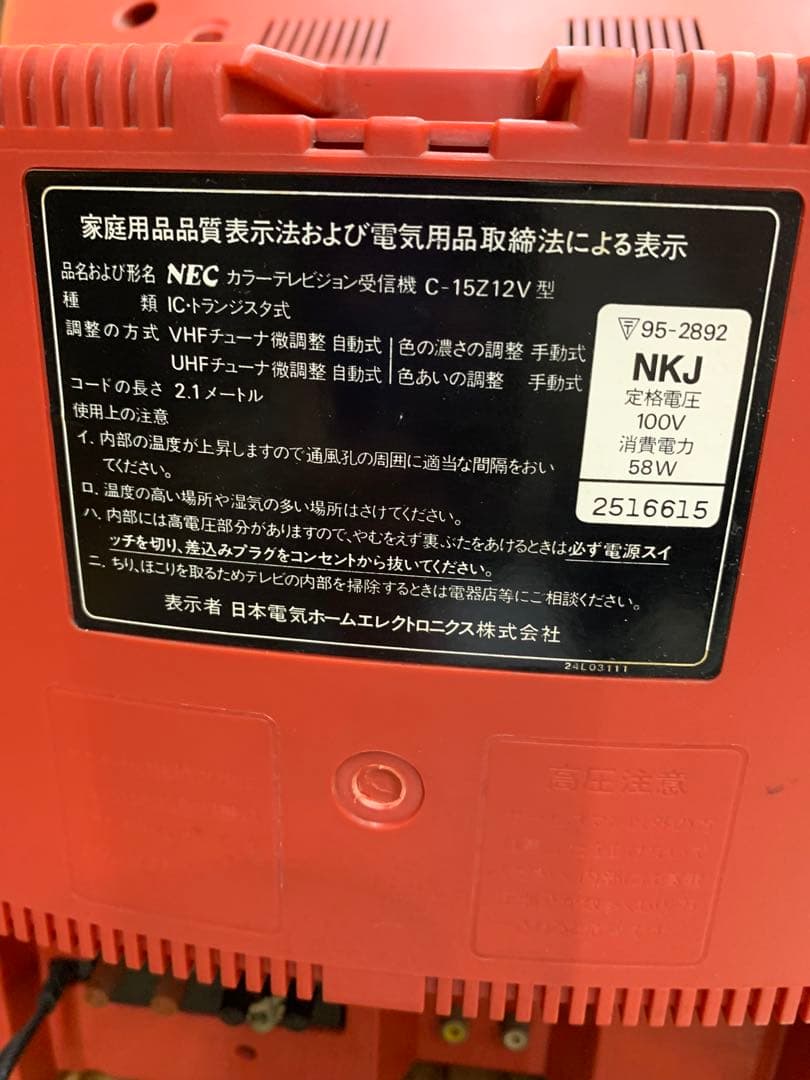 家庭用品品質表示法および電気用品取締法による表示
品名および形名 NEC カラーテレビジョン受信機 C-15Z12V型
種類 IC・トランジスタ式
調整の方式 VHFチューナ微調整 自動式 色の濃さの調整 手動式
UHFチューナ微調整 自動式 色あいの調整 手動式
コードの長さ 2.1メートル
使用上の注意
イ. 内部の温度が上昇しますので通風孔の周囲に適当な間隔をおい
てください。
ロ. 温度の高い場所や湿気の多い場所はさけてください。
ハ. 内部には高電圧部分がありますので、やむをえず裏ぶたをあけるときは必ず電源スイ
ッチを切り、差込みプラグをコンセントから抜いてください。
ニ. ちり、ほこりを取るためテレビの内部を掃除するときは電器店等にご相談ください。
表示者 日本電気ホームエレクトロニクス株式会社
24L03111
〒95-2892
NKJ
定格電圧
100V
消費電力
58W
2516615
高圧注意